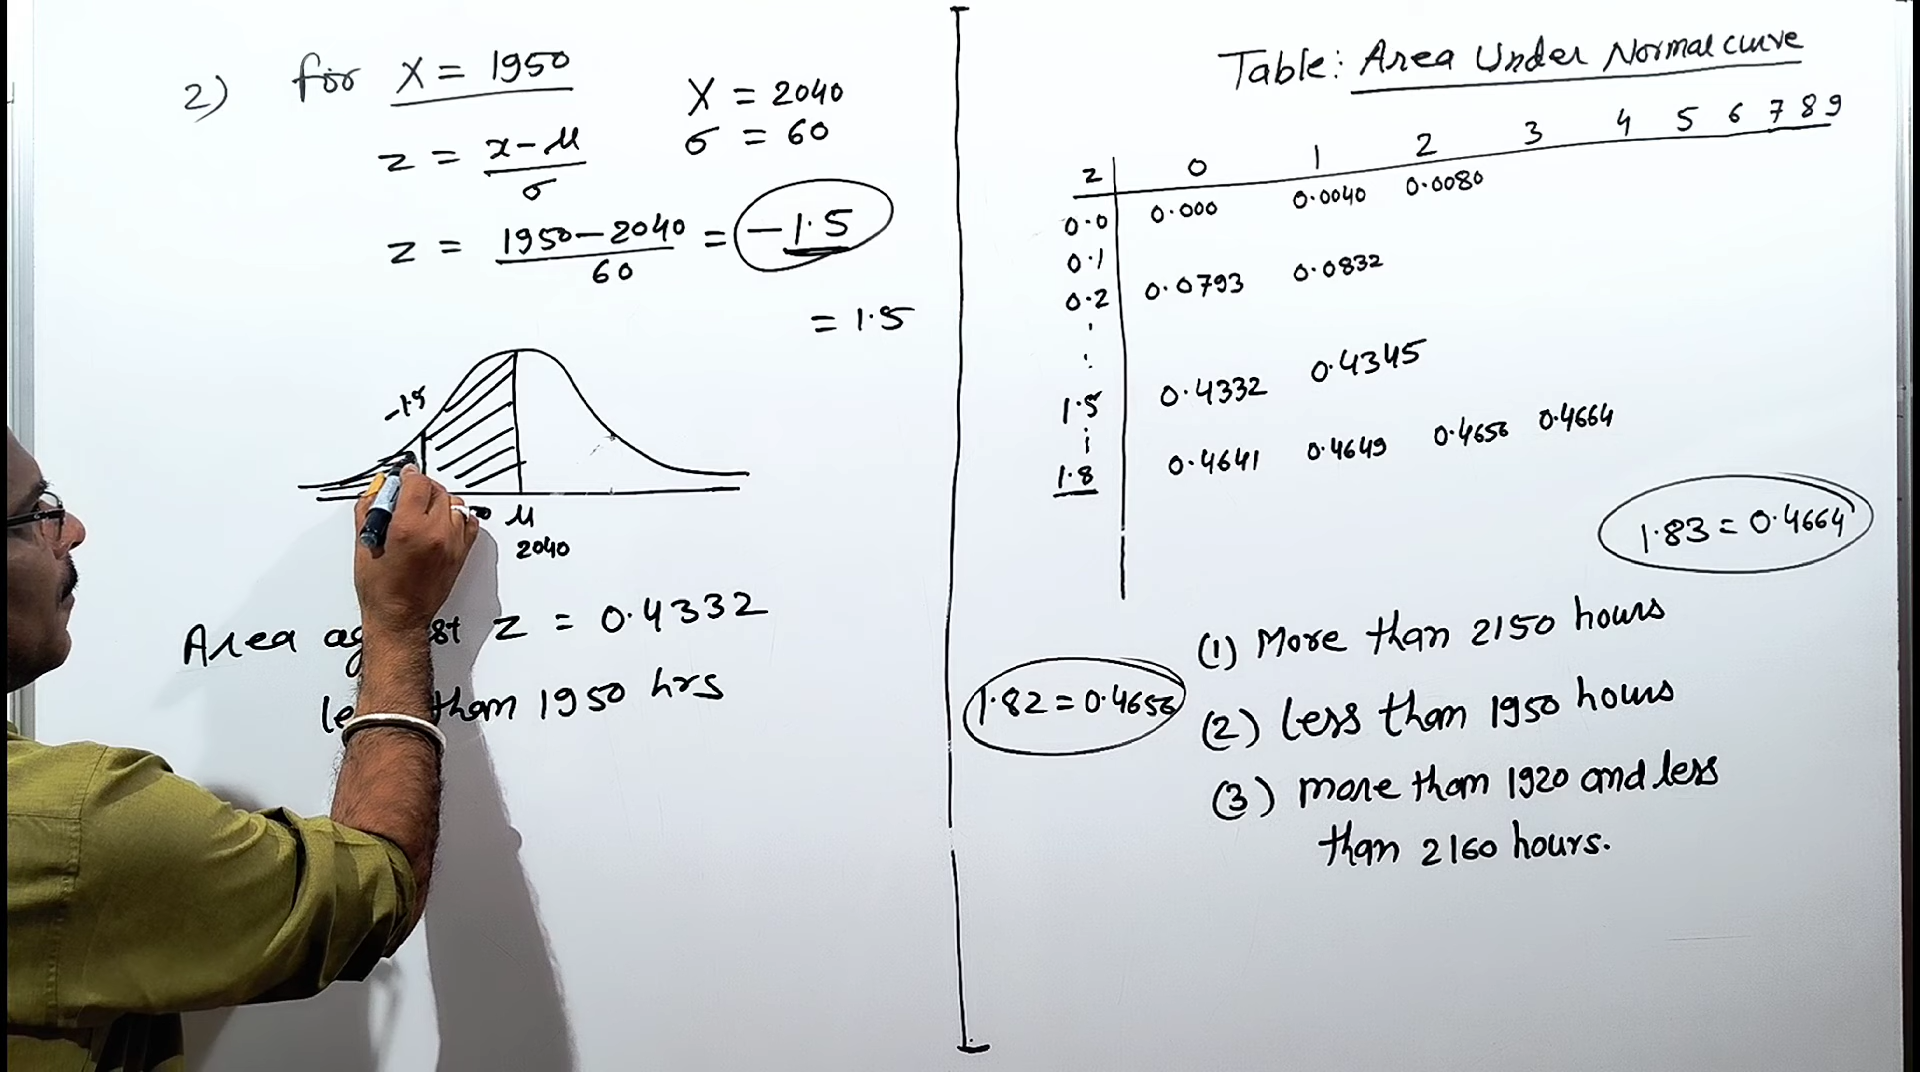 2) for X = 1950
X = 2040
σ = 60
z = x-μ / σ
z = 1950-2040 / 60 = -1.5
= 1.5
-1.5
μ
2040
Area st z = 0.4332
than 1950 hrs
Table: Area Under Normal curve
z 0 1 2 3 4 5 6 7 8 9
0.0 0.000 0.0040 0.0080
0.1
0.2 0.0793 0.0832
1.5 0.4332 0.4345
1.8 0.4641 0.4649 0.4656 0.4664
1.83 = 0.4664
1.82 = 0.4656
(1) More than 2150 hours
(2) less than 1950 hours
(3) more than 1920 and less
than 2160 hours.